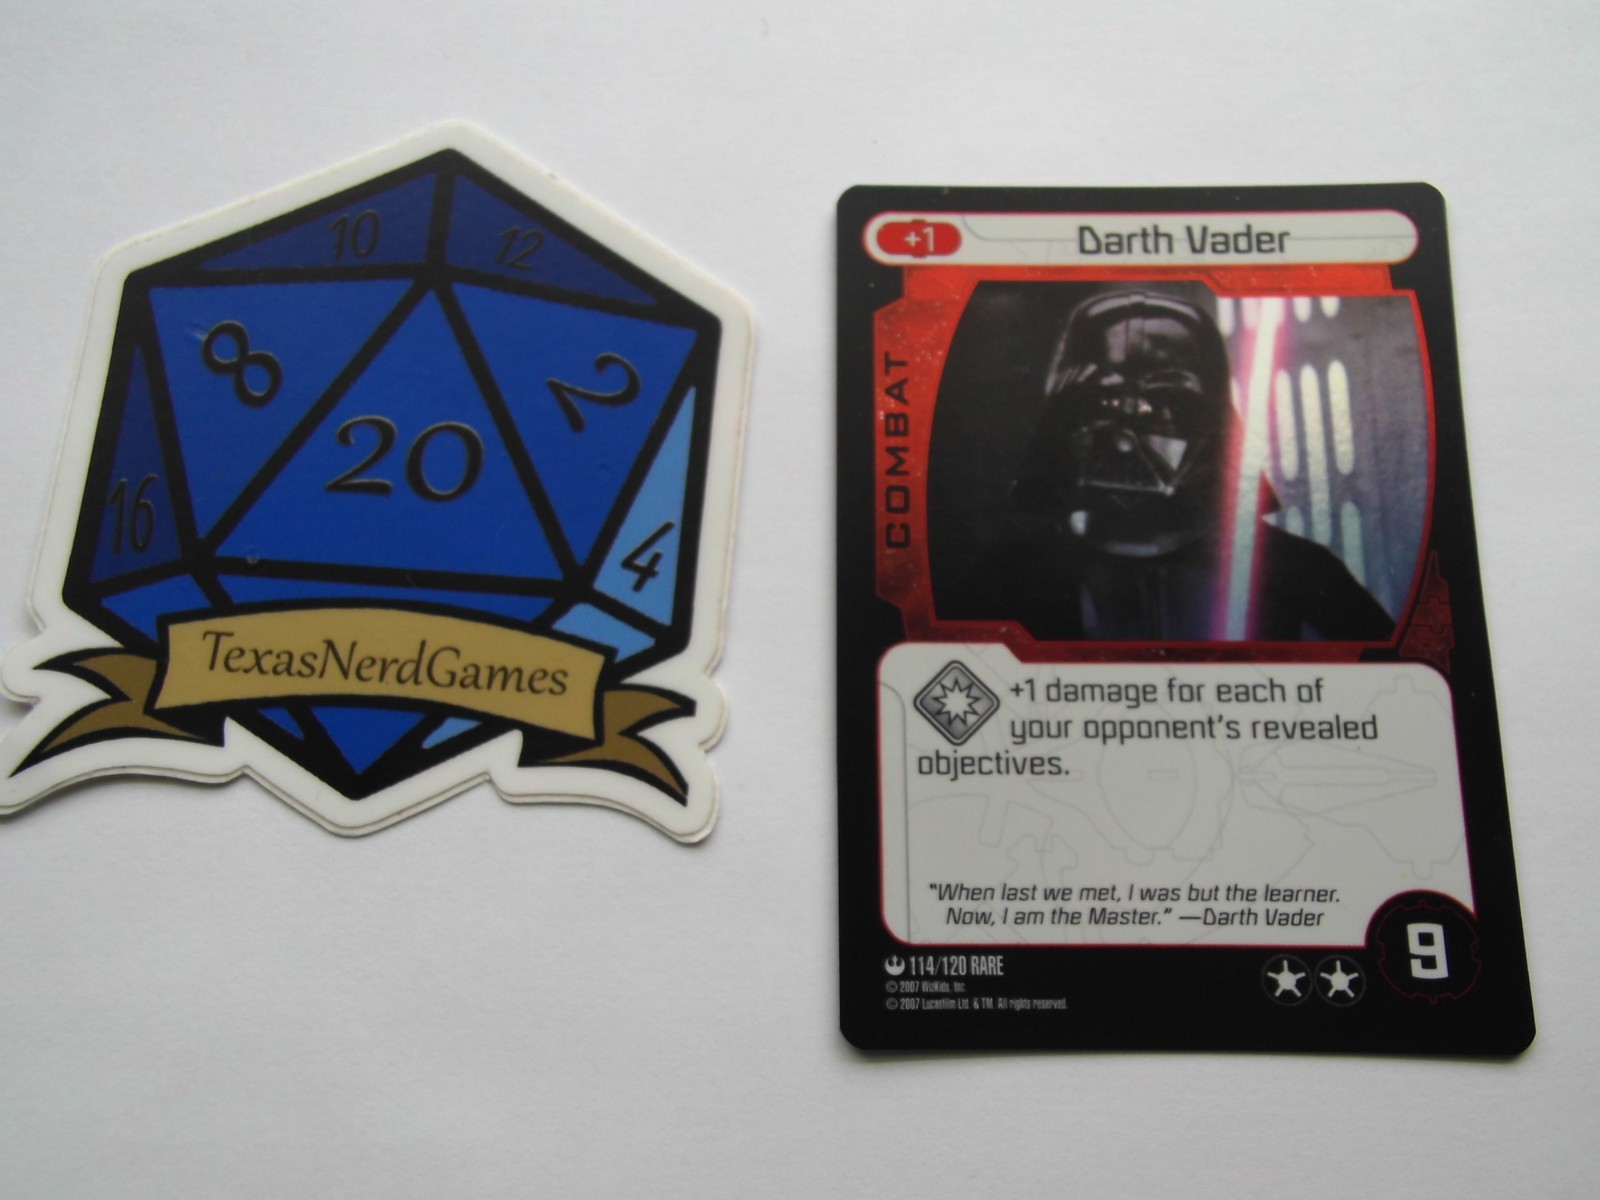 10
12
8
2
20
16
4
TexasNerdGames
+1
Darth Vader
COMBAT
+1 damage for each of
your opponent's revealed
objectives.
"When last we met, I was but the learner.
Now, I am the Master." —Darth Vader
9
114/120 RARE
© 2007 WizKids, Inc.
© 2007 Lucasfilm Ltd. & TM. All rights reserved.